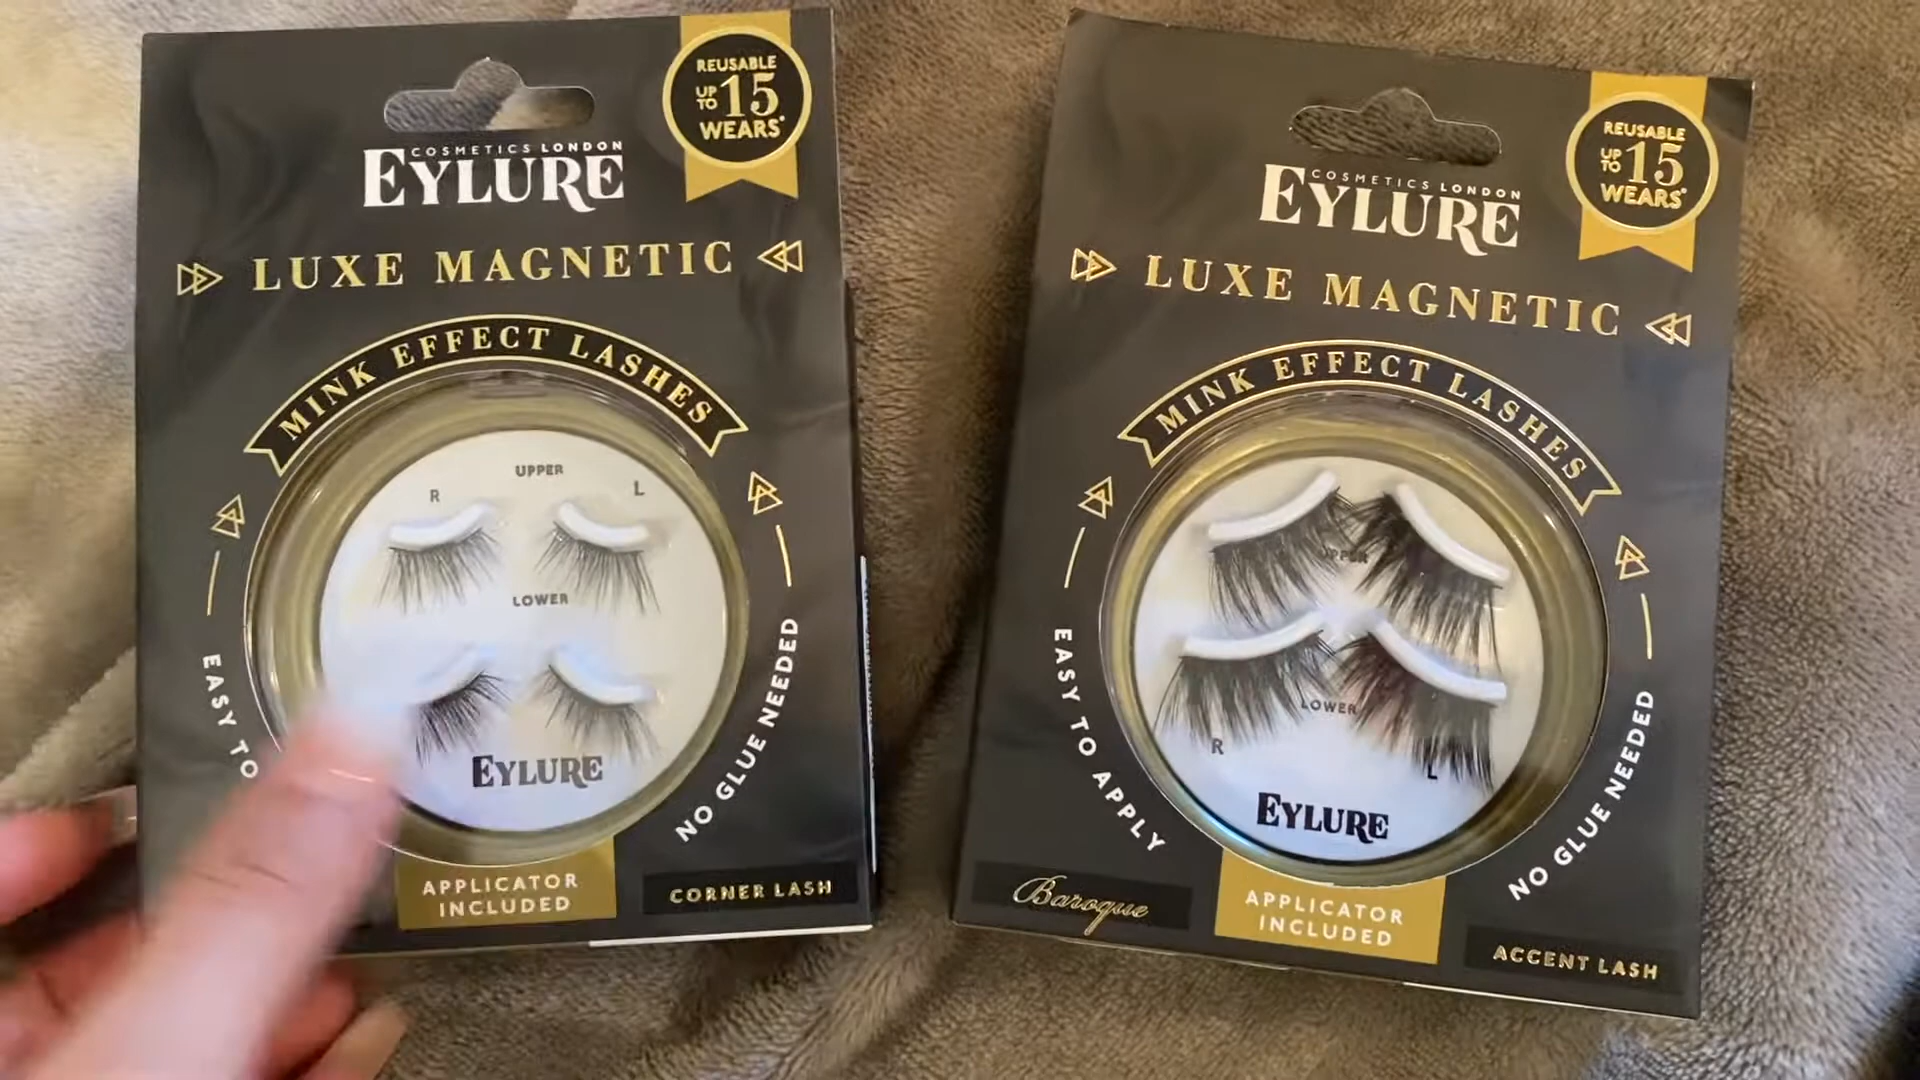 REUSABLE
UP TO 15
WEARS*
COSMETICS LONDON
EYLURE
LUXE MAGNETIC
MINK EFFECT LASHES
UPPER
R L
LOWER
EYLURE
EASY TO
NO GLUE NEEDED
APPLICATOR
INCLUDED
CORNER LASH
REUSABLE
UP TO 15
WEARS*
COSMETICS LONDON
EYLURE
LUXE MAGNETIC
MINK EFFECT LASHES
UPPER
LOWER
R L
EYLURE
EASY TO APPLY
NO GLUE NEEDED
Baroque
APPLICATOR
INCLUDED
ACCENT LASH